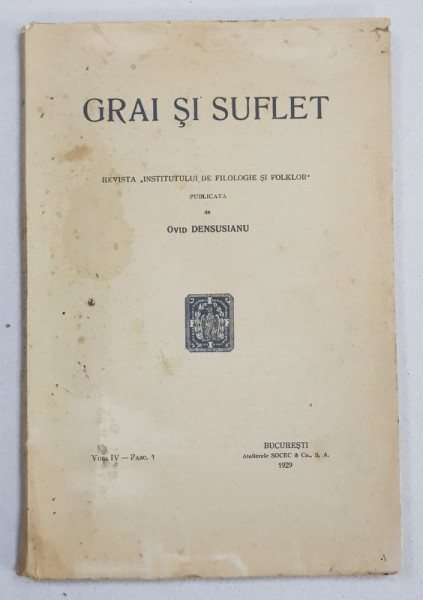 GRAI ŞI SUFLET
REVISTA „INSTITUTULUI DE FILOLOGIE ŞI FOLKLOR"
PUBLICATĂ
de
OVID DENSUSIANU
VOL. IV — FASC. 1
BUCUREŞTI
Atelierele SOCEC & Co., S. A.
1929